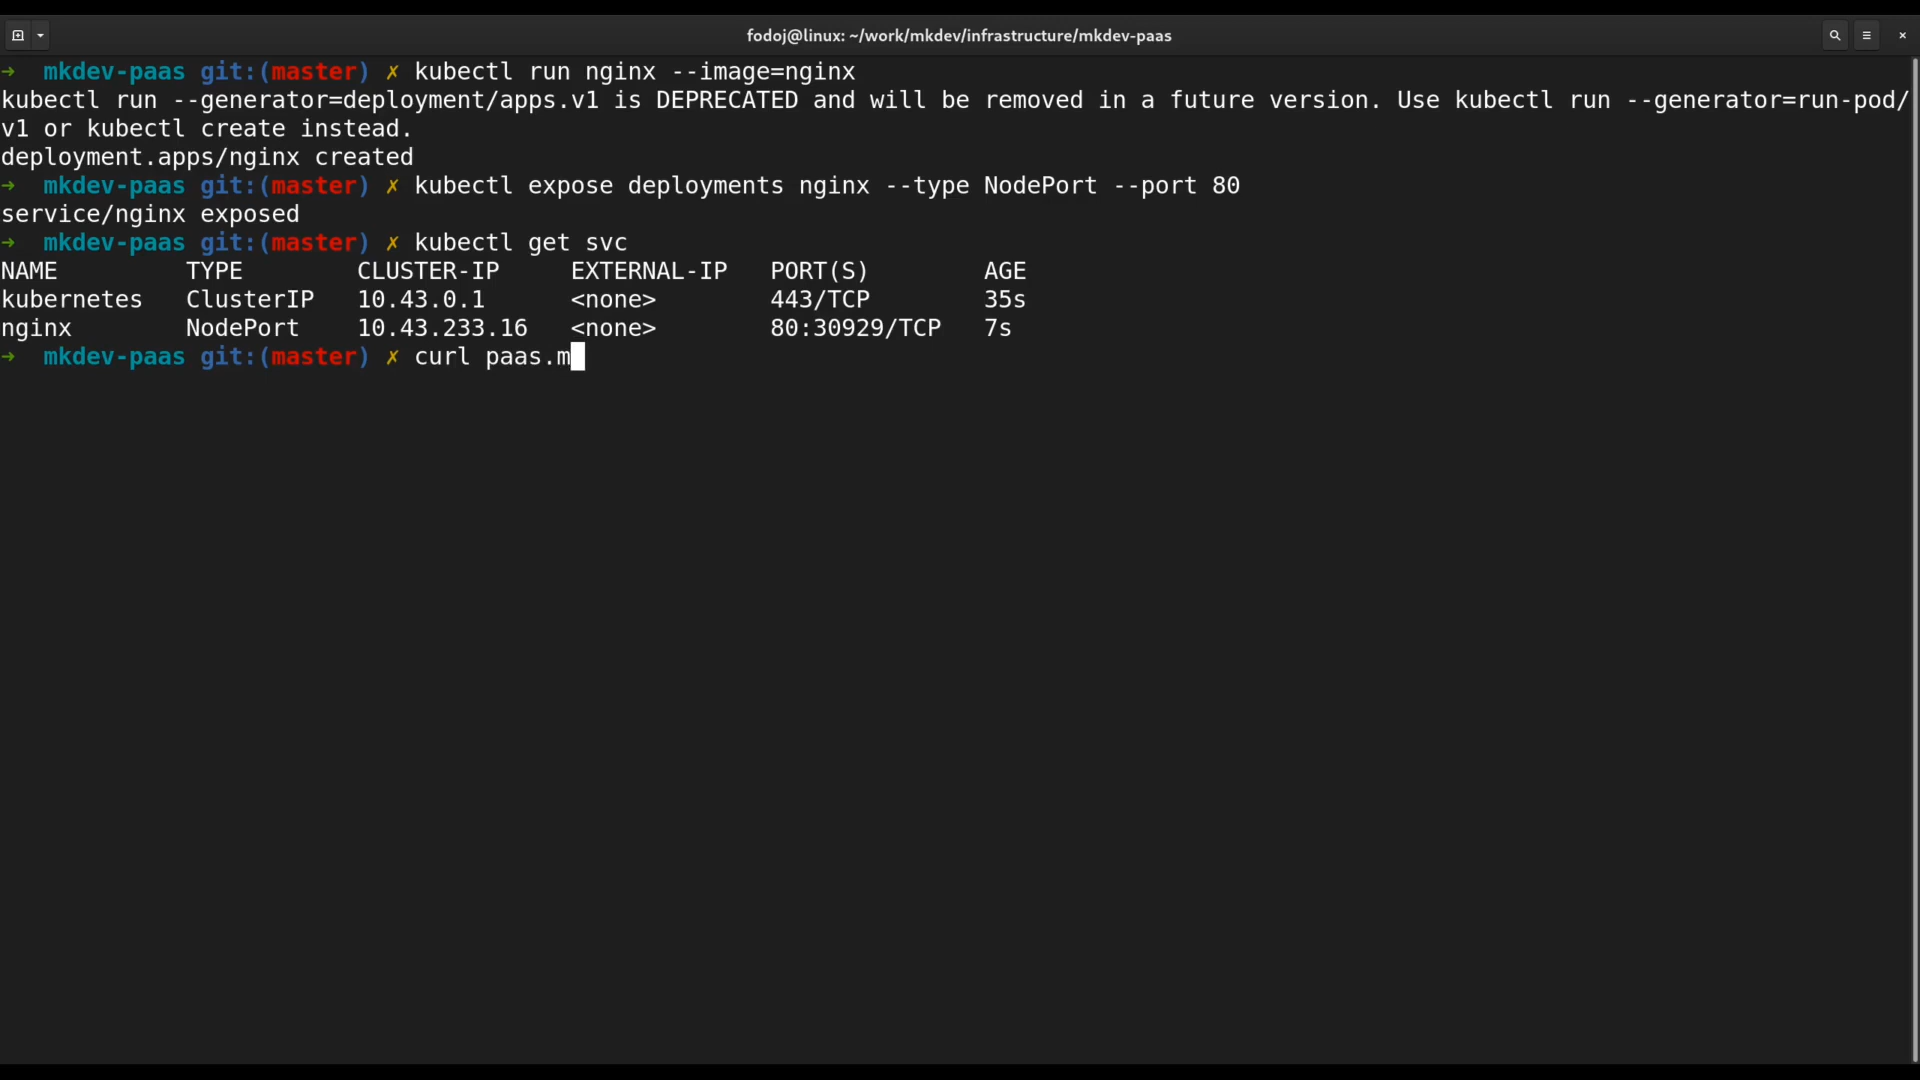 fodoj@linux: ~/work/mkdev/infrastructure/mkdev-paas
➜  mkdev-paas git:(master) ✗ kubectl run nginx --image=nginx
kubectl run --generator=deployment/apps.v1 is DEPRECATED and will be removed in a future version. Use kubectl run --generator=run-pod/
v1 or kubectl create instead.
deployment.apps/nginx created
➜  mkdev-paas git:(master) ✗ kubectl expose deployments nginx --type NodePort --port 80
service/nginx exposed
➜  mkdev-paas git:(master) ✗ kubectl get svc
NAME         TYPE        CLUSTER-IP     EXTERNAL-IP   PORT(S)        AGE
kubernetes   ClusterIP   10.43.0.1      <none>        443/TCP        35s
nginx        NodePort    10.43.233.16   <none>        80:30929/TCP   7s
➜  mkdev-paas git:(master) ✗ curl paas.m